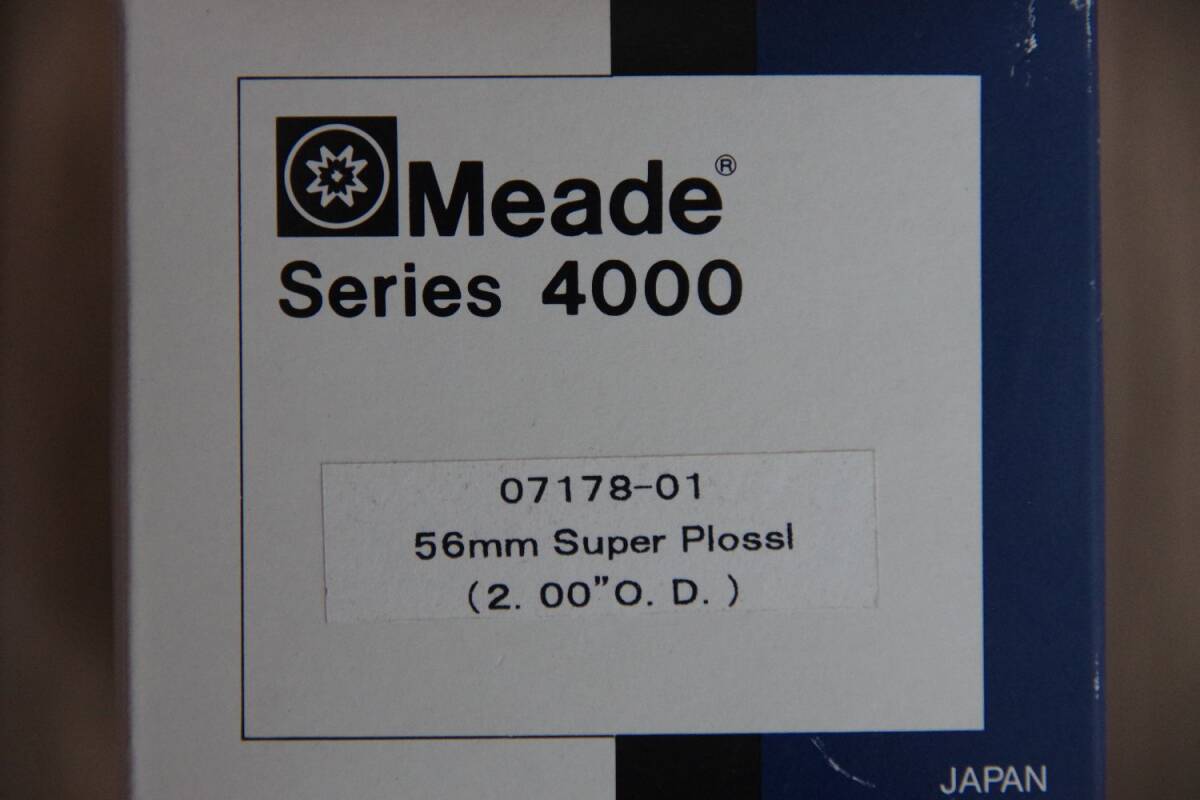 Meade®
Series 4000
07178-01
56mm Super Plossl
(2. 00”O. D. )
JAPAN